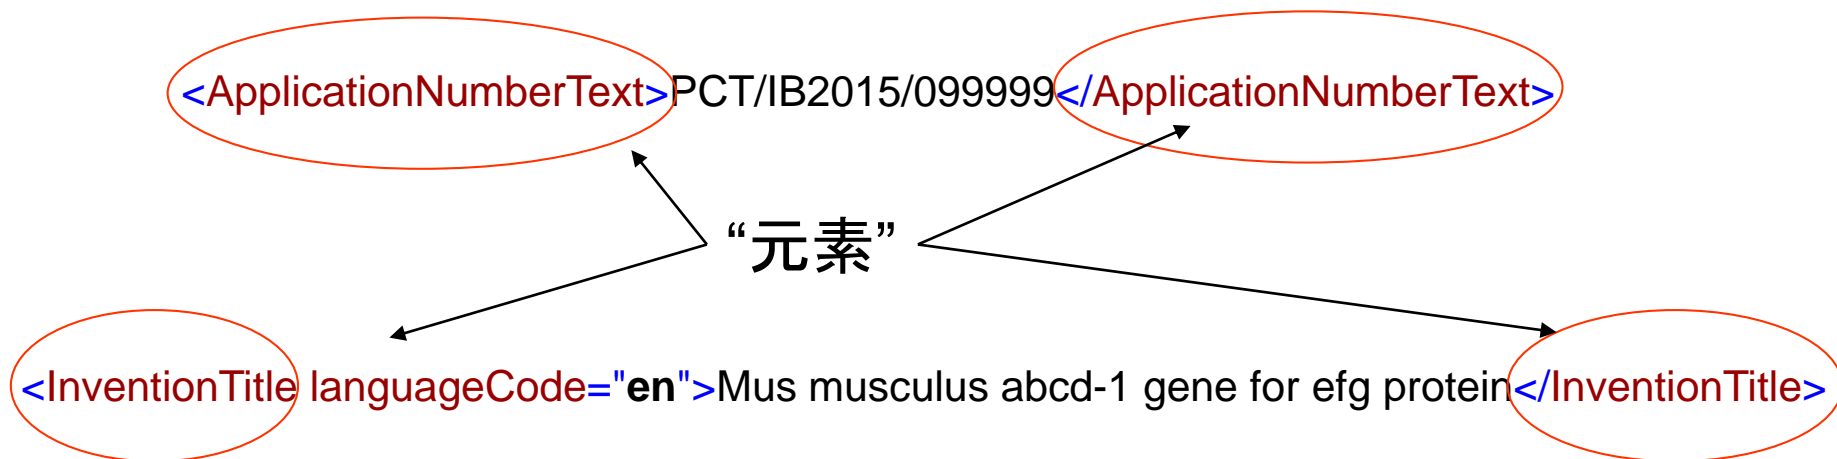 <ApplicationNumberText>PCT/IB2015/099999</ApplicationNumberText>
“元素”
<InventionTitle languageCode="en">Mus musculus abcd-1 gene for efg protein</InventionTitle>